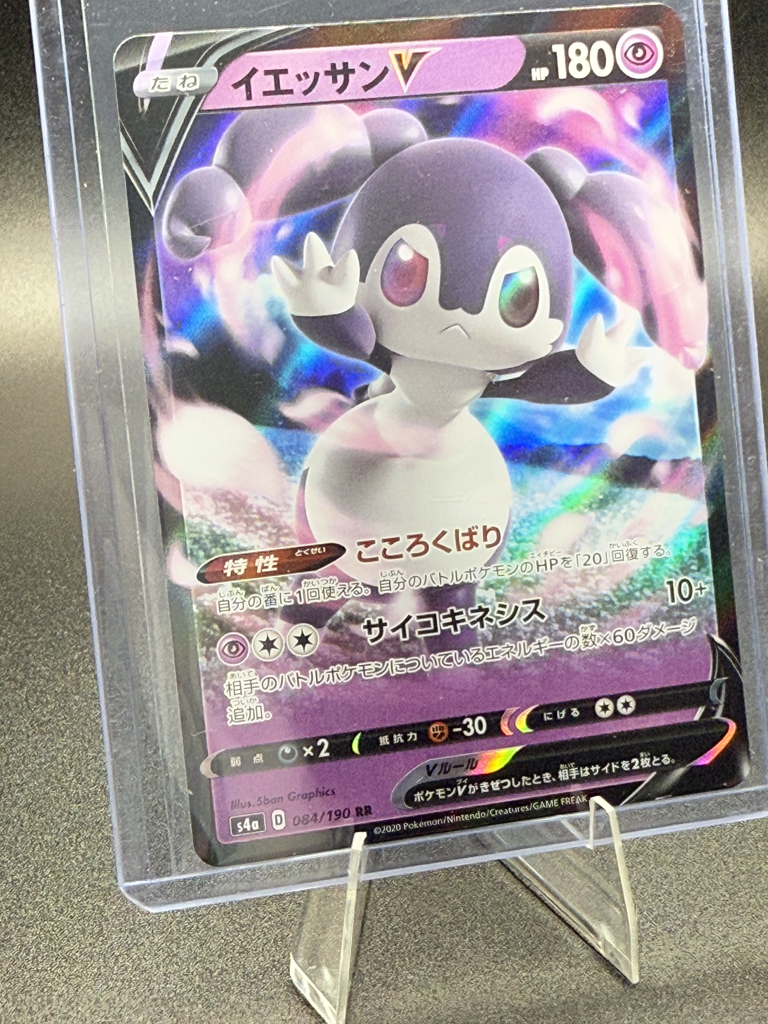 たね イエッサンV HP180
特性 とくせい こころくばり
自分の番に1回使える。自分のバトルポケモンのHPを「20」回復する。
サイコキネシス 10+
相手のバトルポケモンについているエネルギーの数×60ダメージ
追加。
弱点 ×2 抵抗力 -30 にげる
Vルール
ポケモンVがきぜつしたとき、相手はサイドを2枚とる。
Illus.5ban Graphics
s4a D 084/190 RR
©2020 Pokémon/Nintendo/Creatures/GAME FREAK